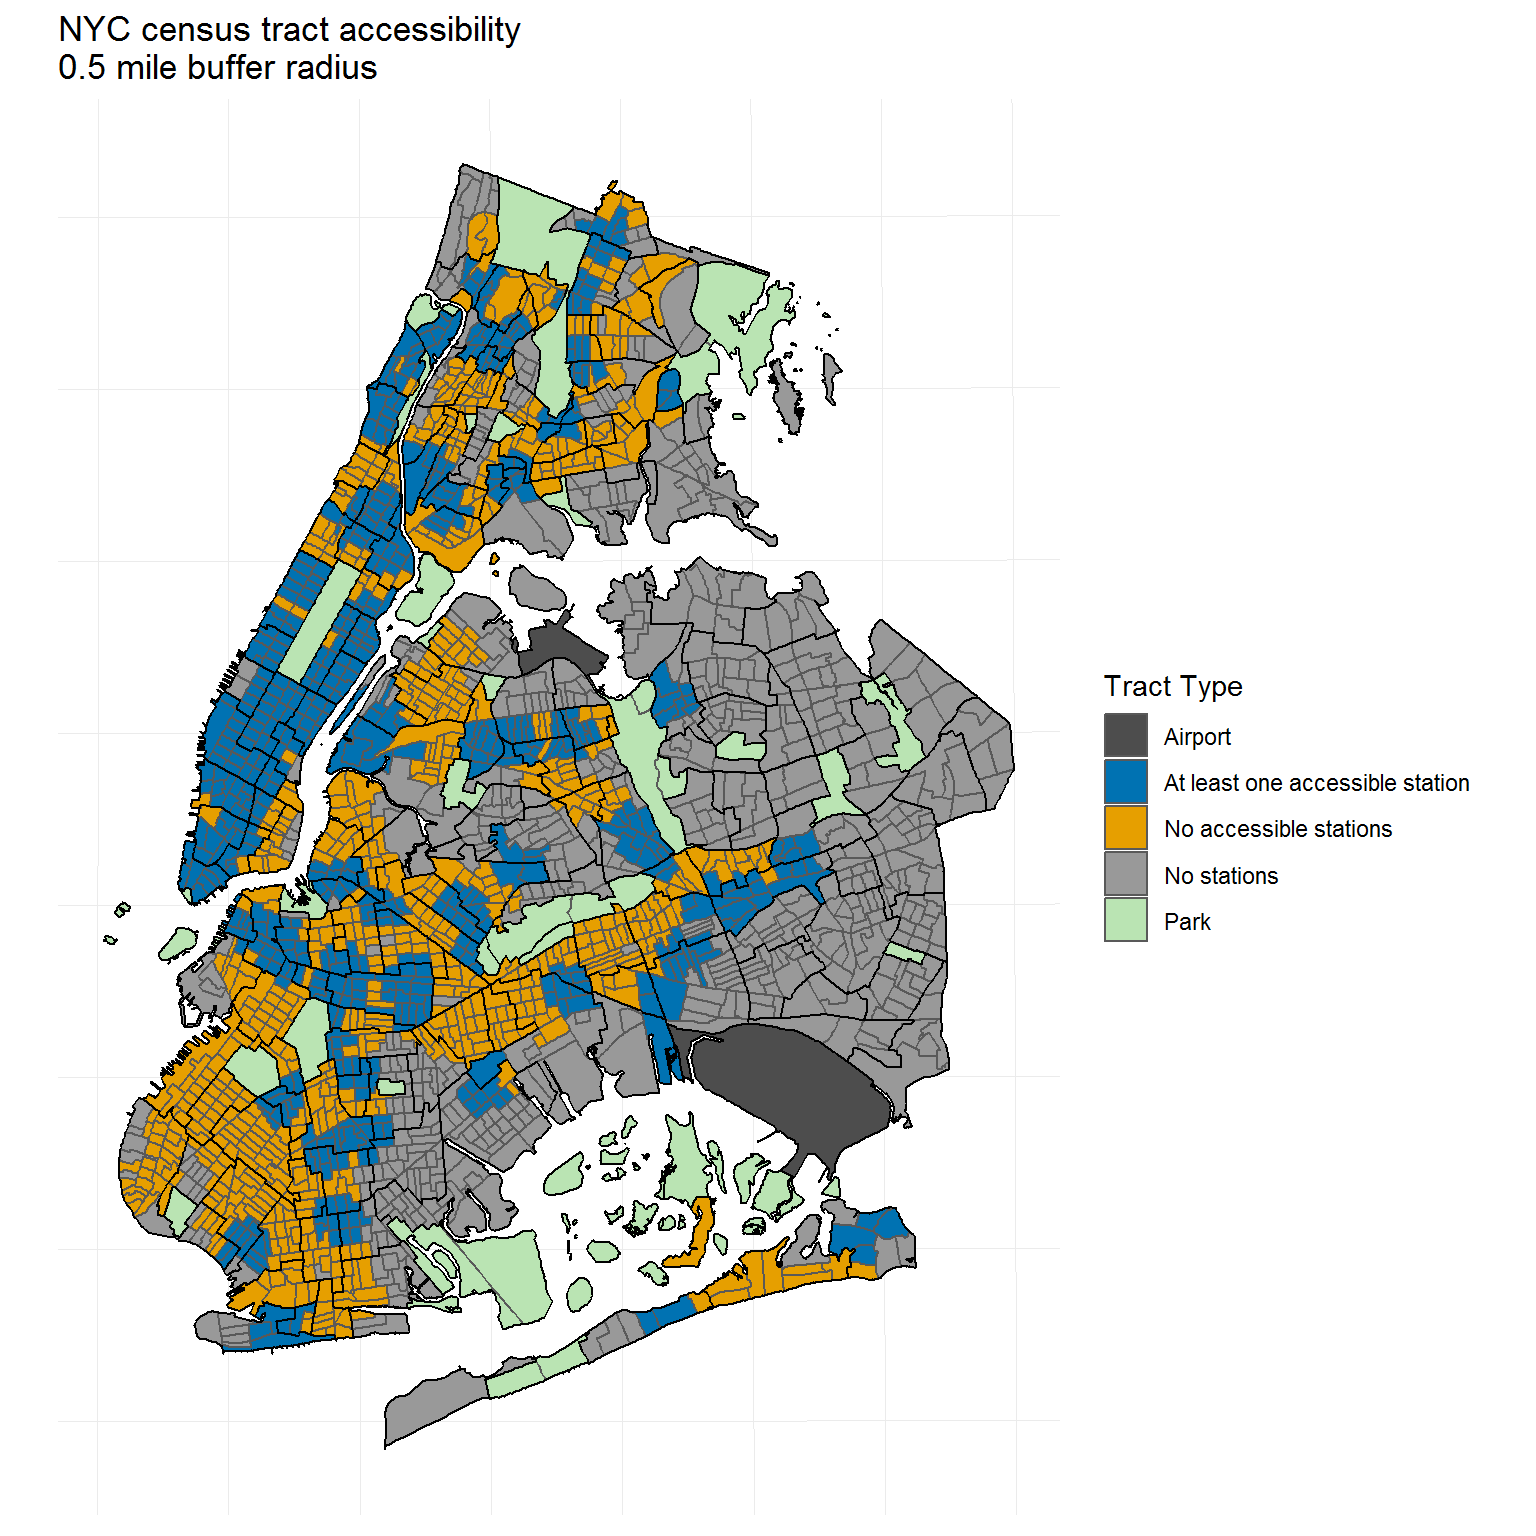 NYC census tract accessibility
0.5 mile buffer radius
Tract Type
Airport
At least one accessible station
No accessible stations
No stations
Park